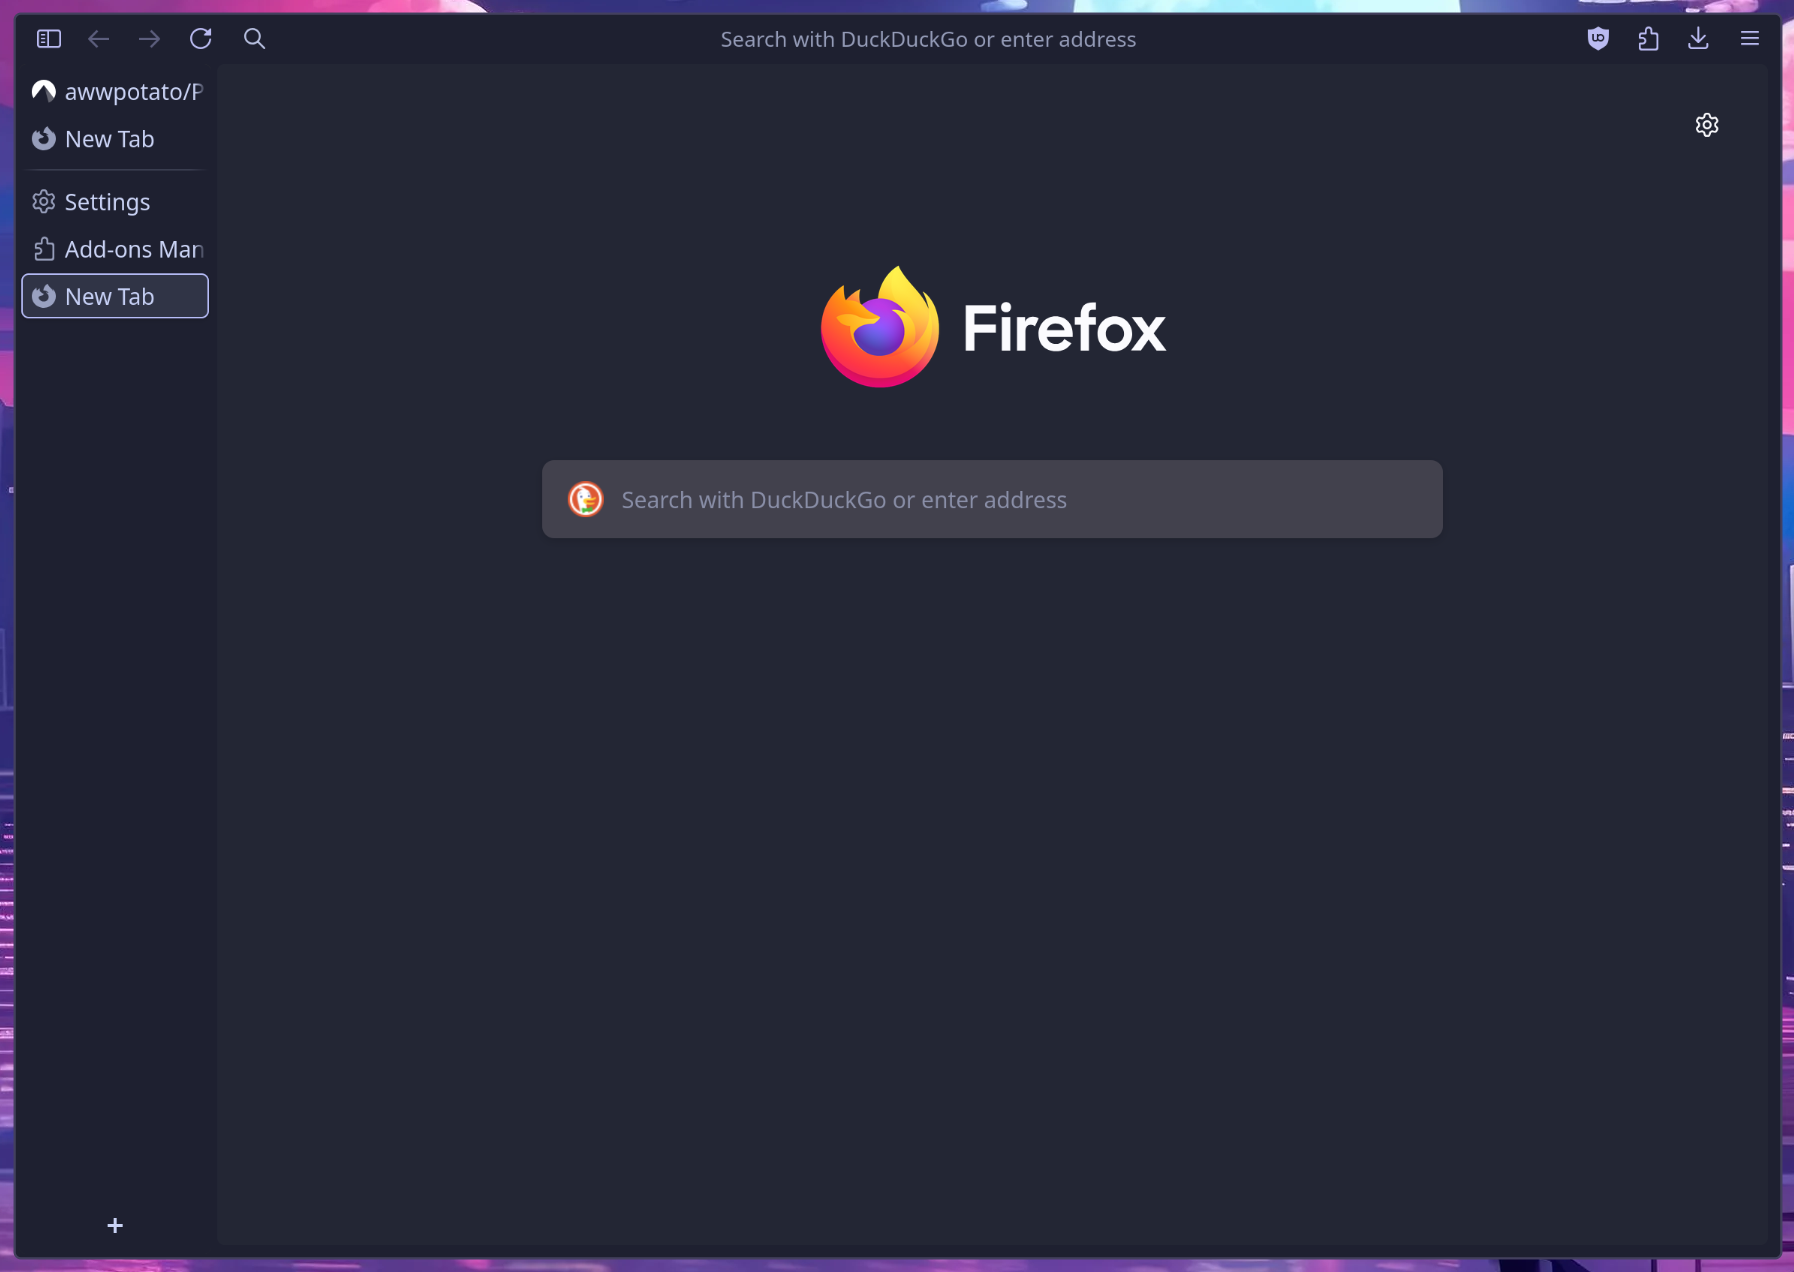 Search with DuckDuckGo or enter address
awwpotato/P
New Tab
Settings
Add-ons Man
New Tab
Firefox
Search with DuckDuckGo or enter address